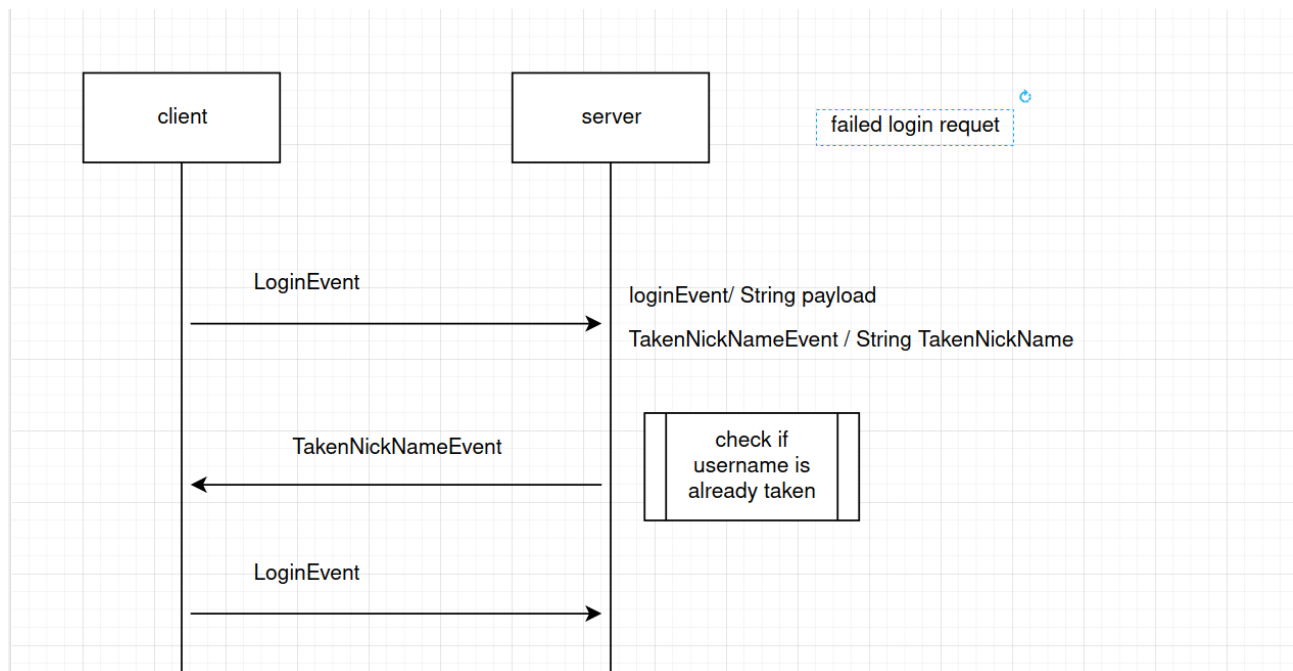 client
server
failed login requet
LoginEvent
loginEvent/ String payload
TakenNickNameEvent / String TakenNickName
check if
username is
already taken
TakenNickNameEvent
LoginEvent